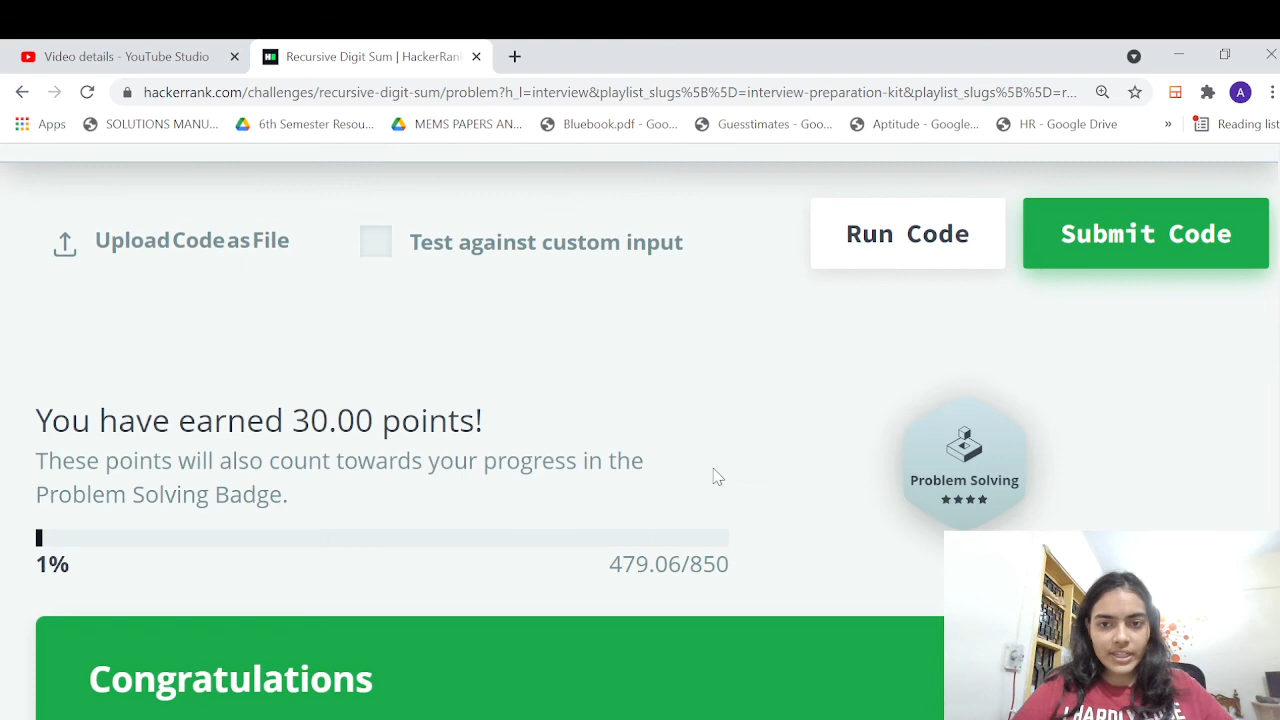 Video details - YouTube Studio
Recursive Digit Sum | HackerRank
hackerrank.com/challenges/recursive-digit-sum/problem?h_l=interview&playlist_slugs%5B%5D=interview-preparation-kit&playlist_slugs%5B%5D=r...
A
Apps
SOLUTIONS MANU...
6th Semester Resou...
MEMS PAPERS AN...
Bluebook.pdf - Goo...
Guesstimates - Goo...
Aptitude - Google...
HR - Google Drive
»
Reading list
Upload Code as File
Test against custom input
Run Code
Submit Code
You have earned 30.00 points!
These points will also count towards your progress in the
Problem Solving Badge.
Problem Solving
1%
479.06/850
Congratulations
I HARDLY